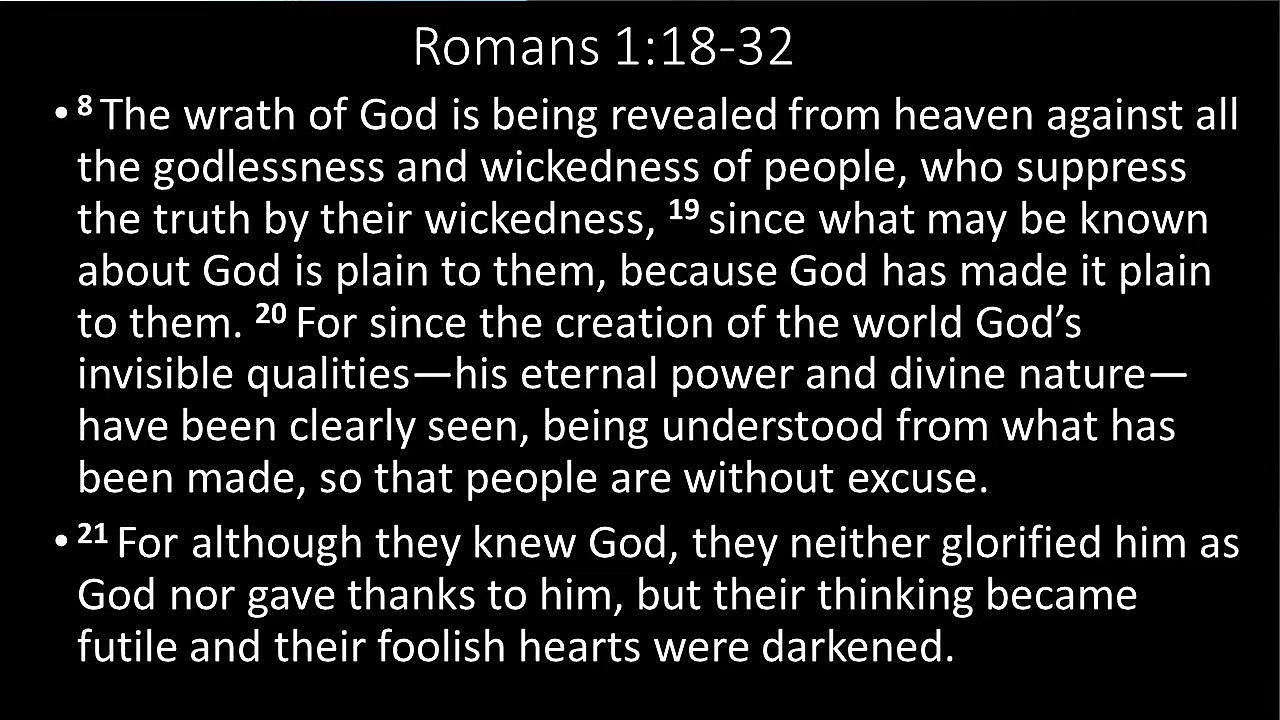 Romans 1:18-32
• 8 The wrath of God is being revealed from heaven against all
the godlessness and wickedness of people, who suppress
the truth by their wickedness, 19 since what may be known
about God is plain to them, because God has made it plain
to them. 20 For since the creation of the world God’s
invisible qualities—his eternal power and divine nature—
have been clearly seen, being understood from what has
been made, so that people are without excuse.
• 21 For although they knew God, they neither glorified him as
God nor gave thanks to him, but their thinking became
futile and their foolish hearts were darkened.